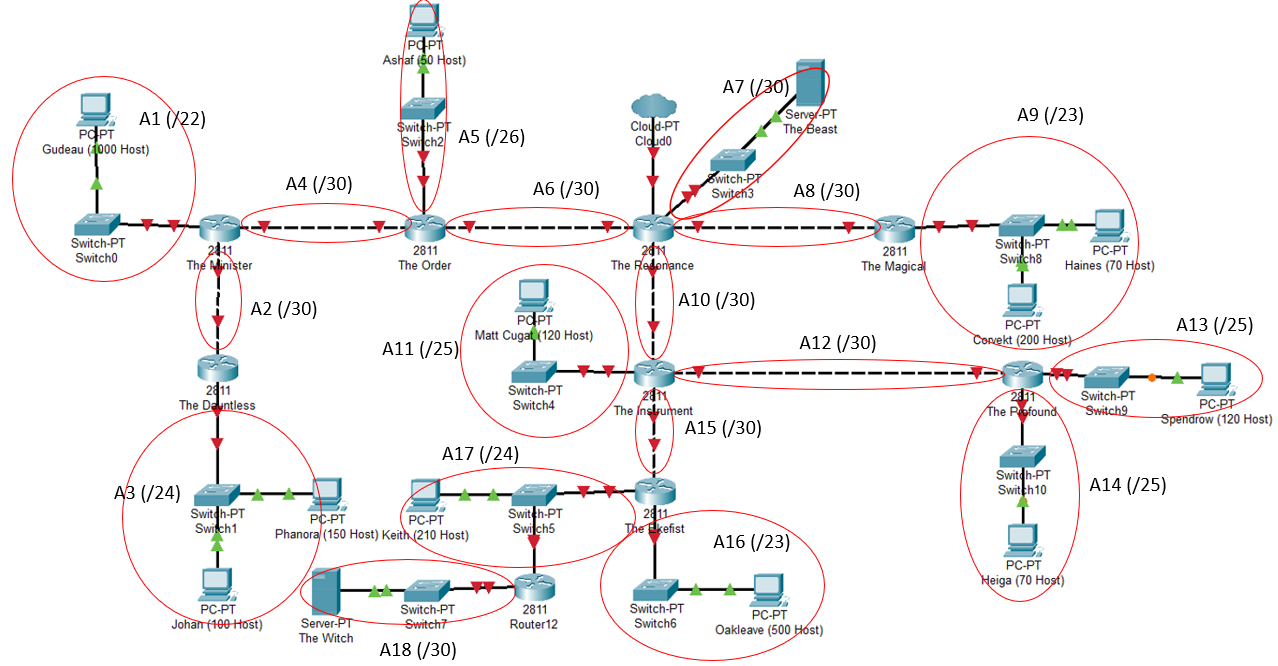 PC-PT
Ashaf (50 Host)
A7 (/30)
A1 (/22)
PC-PT
Gudeau (1000 Host)
Switch-PT
Switch2
A5 (/26)
Cloud-PT
Cloud0
Server-PT
The Beast
A9 (/23)
Switch-PT
Switch3
A4 (/30)
A6 (/30)
A8 (/30)
Switch-PT
Switch0
2811
The Minister
2811
The Order
2811
The Resonance
2811
The Magical
Switch-PT
Switch8
PC-PT
Haines (70 Host)
A2 (/30)
A10 (/30)
PC-PT
Matt Cugat (120 Host)
PC-PT
Corvekt (200 Host)
A11 (/25)
A12 (/30)
A13 (/25)
2811
The Dauntless
Switch-PT
Switch4
2811
The Instrument
2811
The Profound
Switch-PT
Switch9
PC-PT
Spendrow (120 Host)
A15 (/30)
A17 (/24)
A3 (/24)
Switch-PT
Switch1
PC-PT
Phanora (150 Host)
PC-PT
Keith (210 Host)
Switch-PT
Switch5
2811
The Ekefist
Switch-PT
Switch10
A14 (/25)
A16 (/23)
PC-PT
Heiga (70 Host)
PC-PT
Johan (100 Host)
Server-PT
The Witch
Switch-PT
Switch7
2811
Router12
Switch-PT
Switch6
PC-PT
Oakleave (500 Host)
A18 (/30)